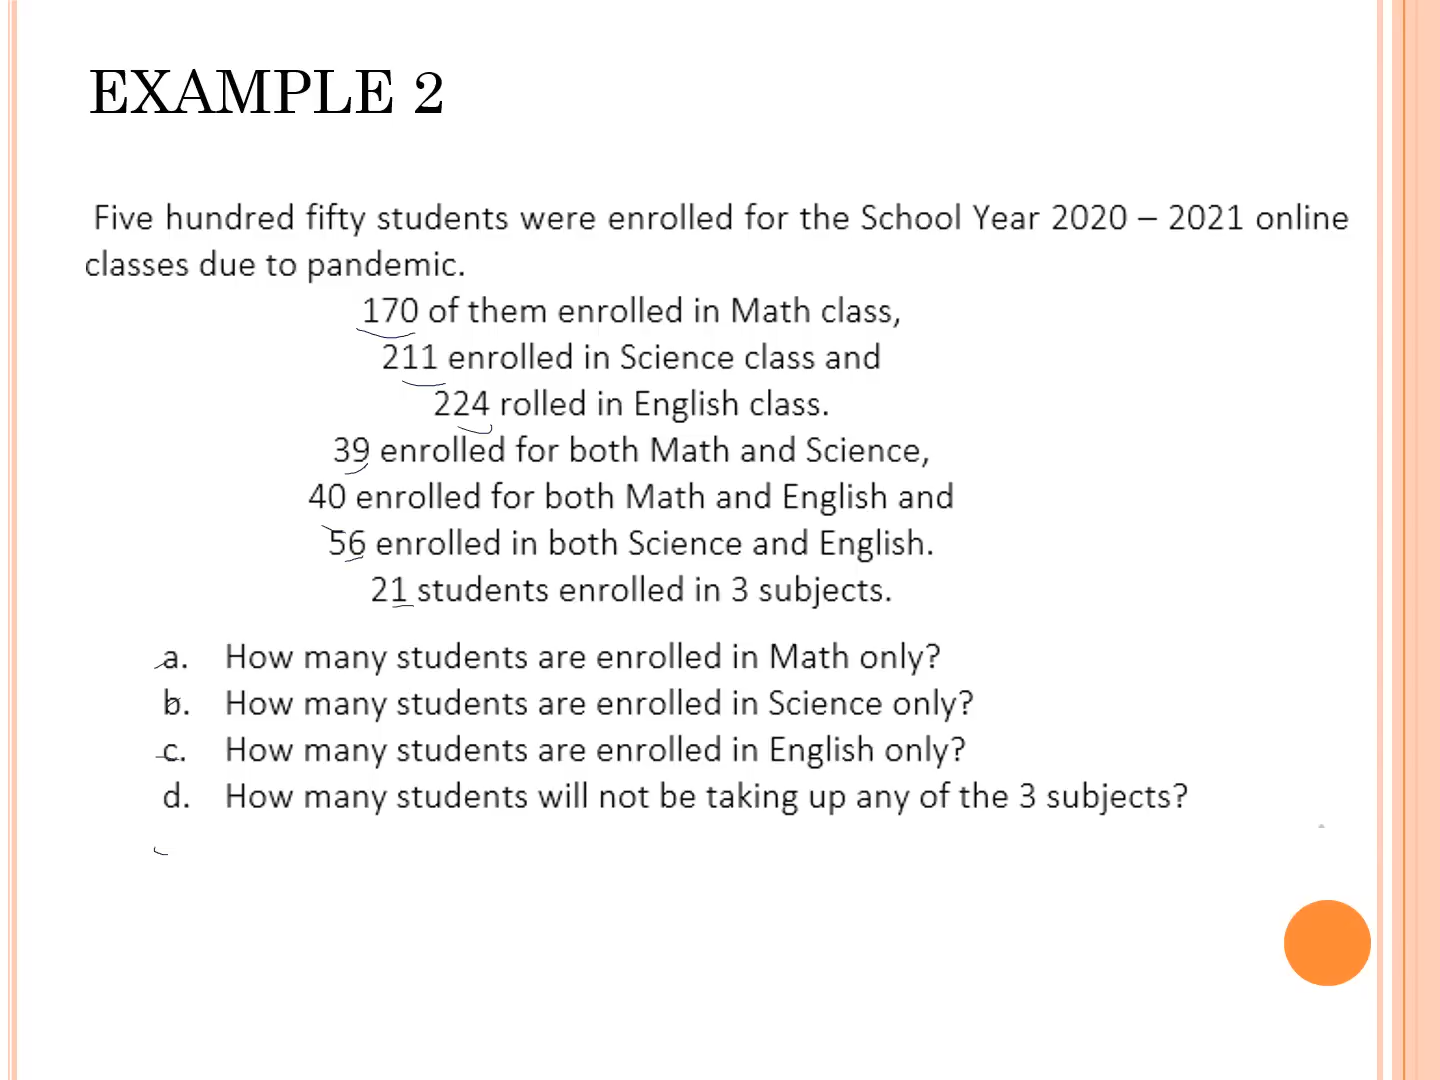 EXAMPLE 2
Five hundred fifty students were enrolled for the School Year 2020 – 2021 online
classes due to pandemic.
170 of them enrolled in Math class,
211 enrolled in Science class and
224 rolled in English class.
39 enrolled for both Math and Science,
40 enrolled for both Math and English and
56 enrolled in both Science and English.
21 students enrolled in 3 subjects.
a. How many students are enrolled in Math only?
b. How many students are enrolled in Science only?
c. How many students are enrolled in English only?
d. How many students will not be taking up any of the 3 subjects?